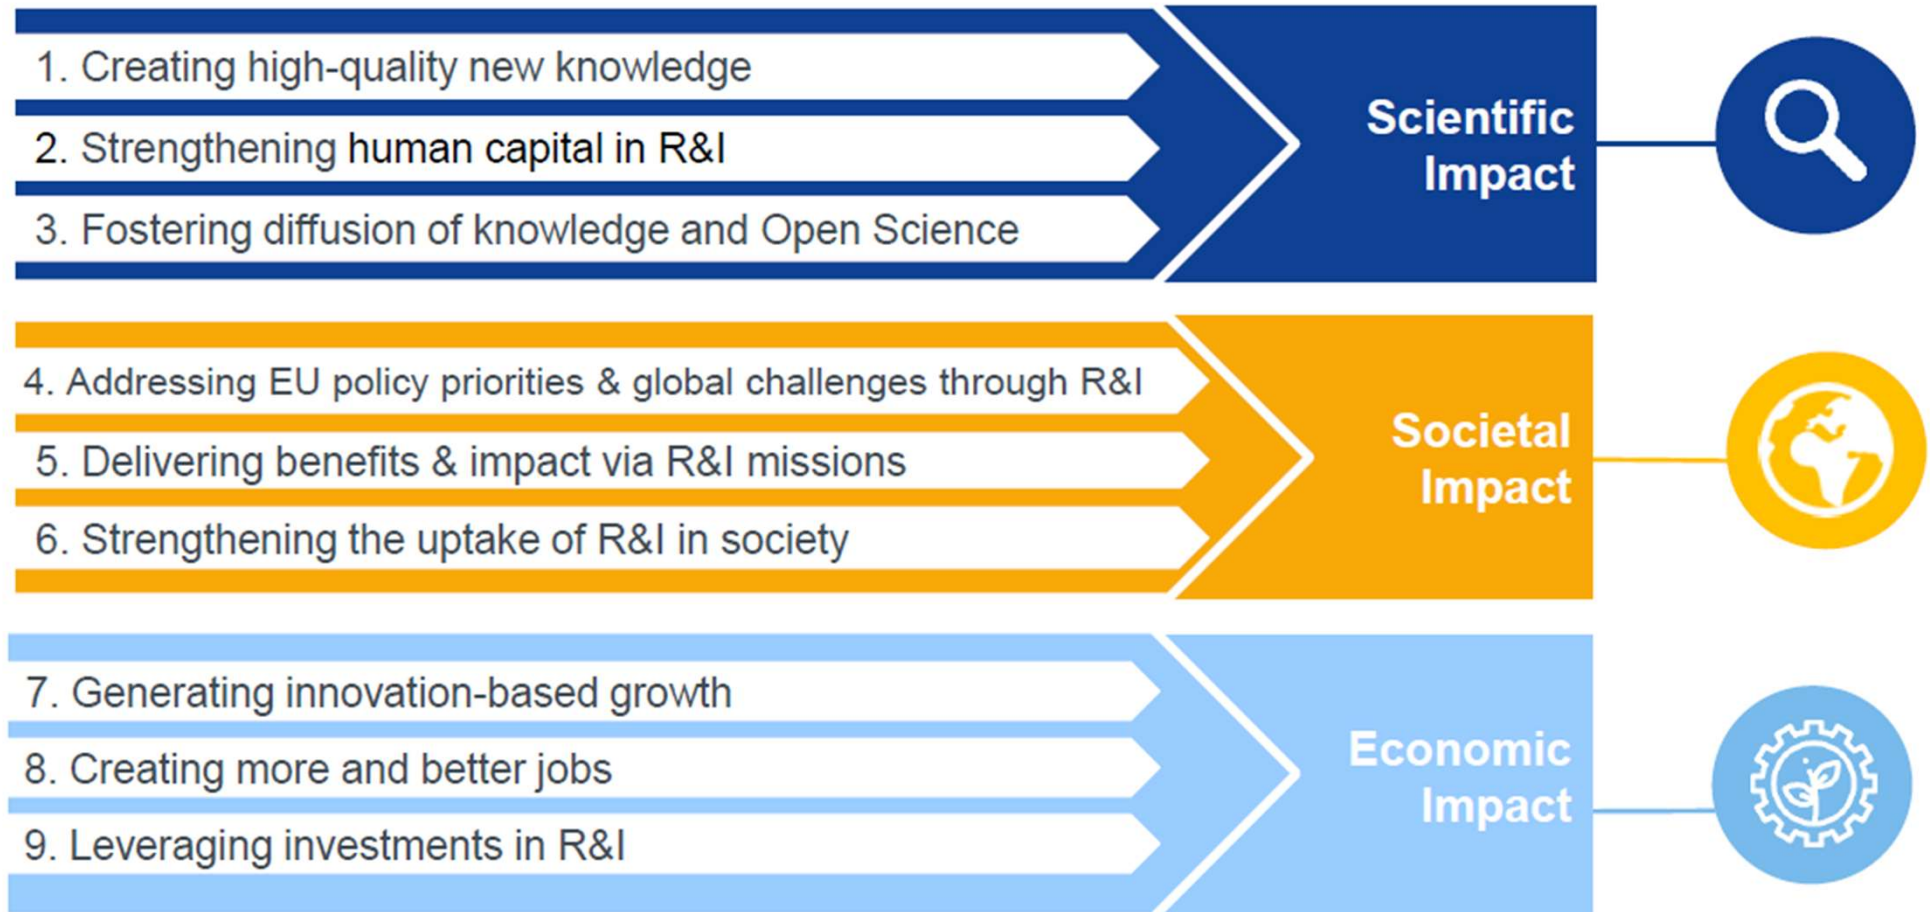 1. Creating high-quality new knowledge
2. Strengthening human capital in R&I
3. Fostering diffusion of knowledge and Open Science
Scientific
Impact
4. Addressing EU policy priorities & global challenges through R&I
5. Delivering benefits & impact via R&I missions
6. Strengthening the uptake of R&I in society
Societal
Impact
7. Generating innovation-based growth
8. Creating more and better jobs
9. Leveraging investments in R&I
Economic
Impact